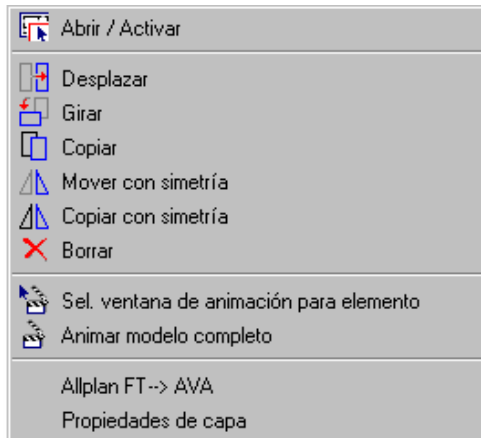 Abrir / Activar
Desplazar
Girar
Copiar
Mover con simetría
Copiar con simetría
Borrar
Sel. ventana de animación para elemento
Animar modelo completo
Allplan FT--> AVA
Propiedades de capa